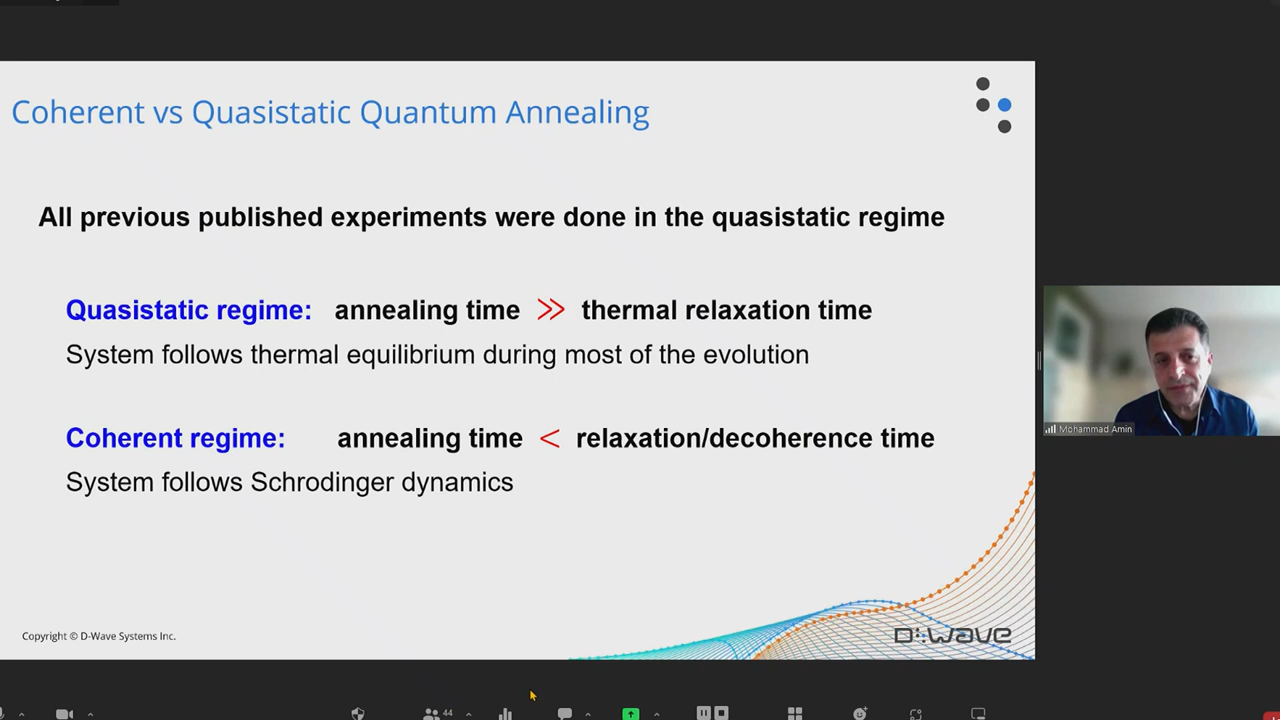 Coherent vs Quasistatic Quantum Annealing
All previous published experiments were done in the quasistatic regime
Quasistatic regime: annealing time >> thermal relaxation time
System follows thermal equilibrium during most of the evolution
Coherent regime: annealing time < relaxation/decoherence time
System follows Schrodinger dynamics
Mohammad Amin
Copyright © D-Wave Systems Inc.
D:wave
44